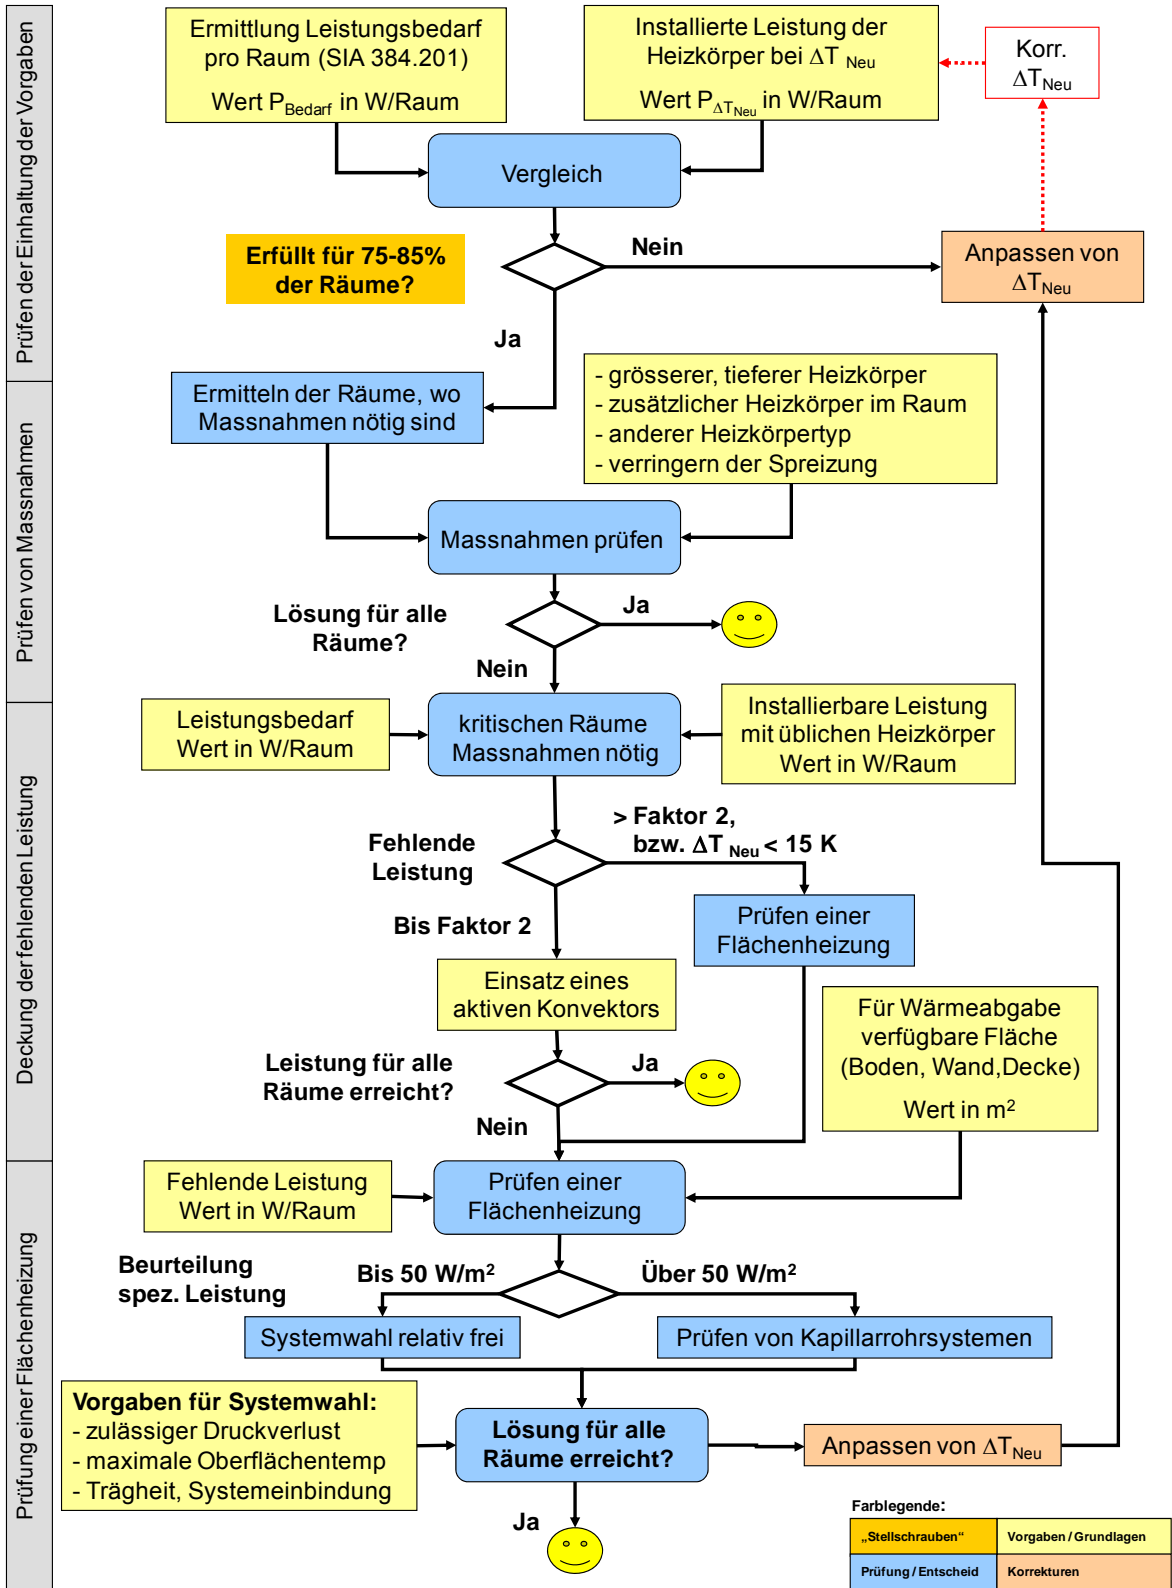 Prüfen der Einhaltung der Vorgaben
Ermittlung Leistungsbedarf
pro Raum (SIA 384.201)
Wert P_Bedarf in W/Raum
Installierte Leistung der
Heizkörper bei ΔT Neu
Wert P_ΔT_Neu in W/Raum
Korr.
ΔT_Neu
Vergleich
Erfüllt für 75-85%
der Räume?
Nein
Anpassen von
ΔT_Neu
Ja
Prüfen von Massnahmen
Ermitteln der Räume, wo
Massnahmen nötig sind
- grösserer, tieferer Heizkörper
- zusätzlicher Heizkörper im Raum
- anderer Heizkörpertyp
- verringern der Spreizung
Massnahmen prüfen
Lösung für alle
Räume?
Ja
Nein
Deckung der fehlenden Leistung
Leistungsbedarf
Wert in W/Raum
kritischen Räume
Massnahmen nötig
Installierbare Leistung
mit üblichen Heizkörper
Wert in W/Raum
Fehlende
Leistung
> Faktor 2,
bzw. ΔT Neu < 15 K
Bis Faktor 2
Prüfen einer
Flächenheizung
Einsatz eines
aktiven Konvektors
Für Wärmeabgabe
verfügbare Fläche
(Boden, Wand,Decke)
Wert in m²
Leistung für alle
Räume erreicht?
Ja
Nein
Prüfung einer Flächenheizung
Fehlende Leistung
Wert in W/Raum
Prüfen einer
Flächenheizung
Beurteilung
spez. Leistung
Bis 50 W/m²
Über 50 W/m²
Systemwahl relativ frei
Prüfen von Kapillarrohrsystemen
Vorgaben für Systemwahl:
- zulässiger Druckverlust
- maximale Oberflächentemp
- Trägheit, Systemeinbindung
Lösung für alle
Räume erreicht?
Anpassen von ΔT_Neu
Ja
Farblegende:
„Stellschrauben“
Vorgaben / Grundlagen
Prüfung / Entscheid
Korrekturen